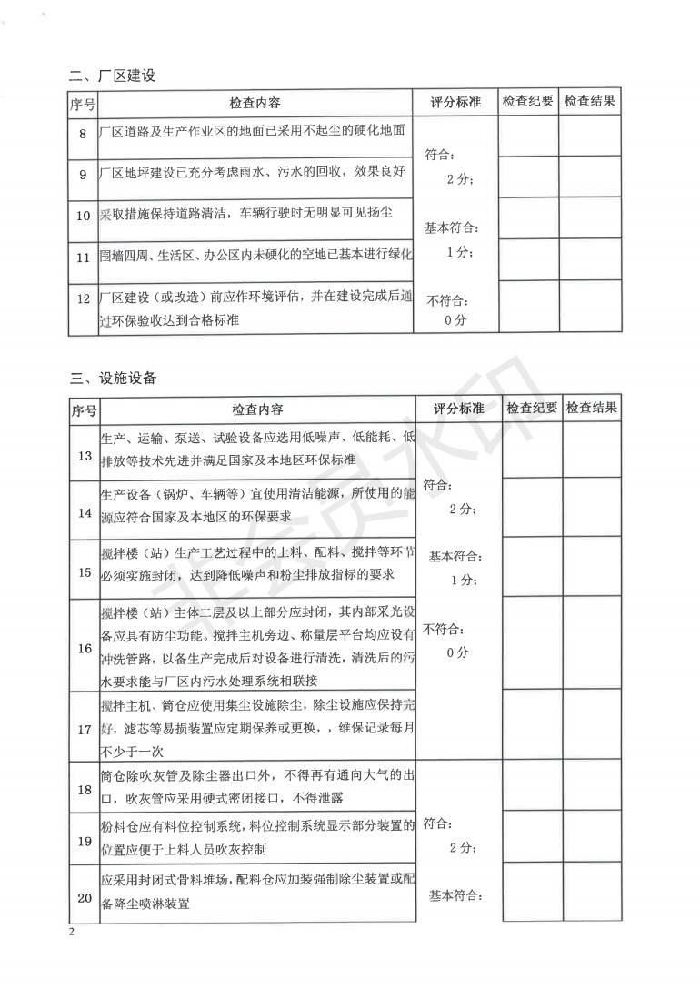 二、厂区建设
序号 检查内容 评分标准 检查纪要 检查结果
8 厂区道路及生产作业区的地面已采用不起尘的硬化地面
符合：
9 厂区地坪建设已充分考虑雨水、污水的回收，效果良好
2 分；
10 采取措施保持道路清洁，车辆行驶时无明显可见扬尘
基本符合：
11 围墙四周、生活区、办公区内未硬化的空地已基本进行绿化
1 分；
12 厂区建设（或改造）前应作环境评估，并在建设完成后通
过环保验收达到合格标准
不符合：
0 分
三、设施设备
序号 检查内容 评分标准 检查纪要 检查结果
13 生产、运输、泵送、试验设备应选用低噪声、低能耗、低
排放等技术先进并满足国家及本地区环保标准
符合：
14 生产设备（锅炉、车辆等）宜使用清洁能源，所使用的能
源应符合国家及本地区的环保要求
2 分；
15 搅拌楼（站）生产工艺过程中的上料、配料、搅拌等环节
必须实施封闭，达到降低噪声和粉尘排放指标的要求
基本符合：
1 分；
16 搅拌楼（站）主体二层及以上部分应封闭，其内部采光设
备应具有防尘功能。搅拌主机旁边、称量层平台均应设有
冲洗管路，以备生产完成后对设备进行清洗，清洗后的污
水要求能与厂区内污水处理系统相联接
不符合：
0 分
17 搅拌主机、筒仓应使用集尘设施除尘，除尘设施应保持完
好，滤芯等易损装置应定期保养或更换，，维保记录每月
不少于一次
18 筒仓除吹灰管及除尘器出口外，不得再有通向大气的出
口，吹灰管应采用硬式密闭接口，不得泄露
19 粉料仓应有料位控制系统，料位控制系统显示部分装置的
位置应便于上料人员吹灰控制
符合：
2 分；
20 应采用封闭式骨料堆场，配料仓应加装强制除尘装置或配
备降尘喷淋装置
基本符合：
2
非会员水印